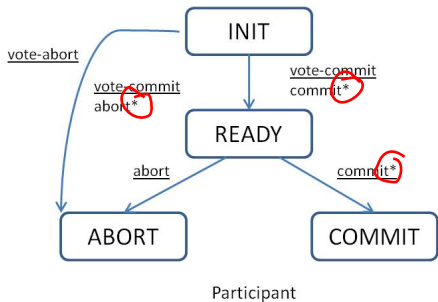 INIT
vote-abort
vote-commit
abort*
vote-commit
commit*
READY
abort
commit*
ABORT
COMMIT
Participant